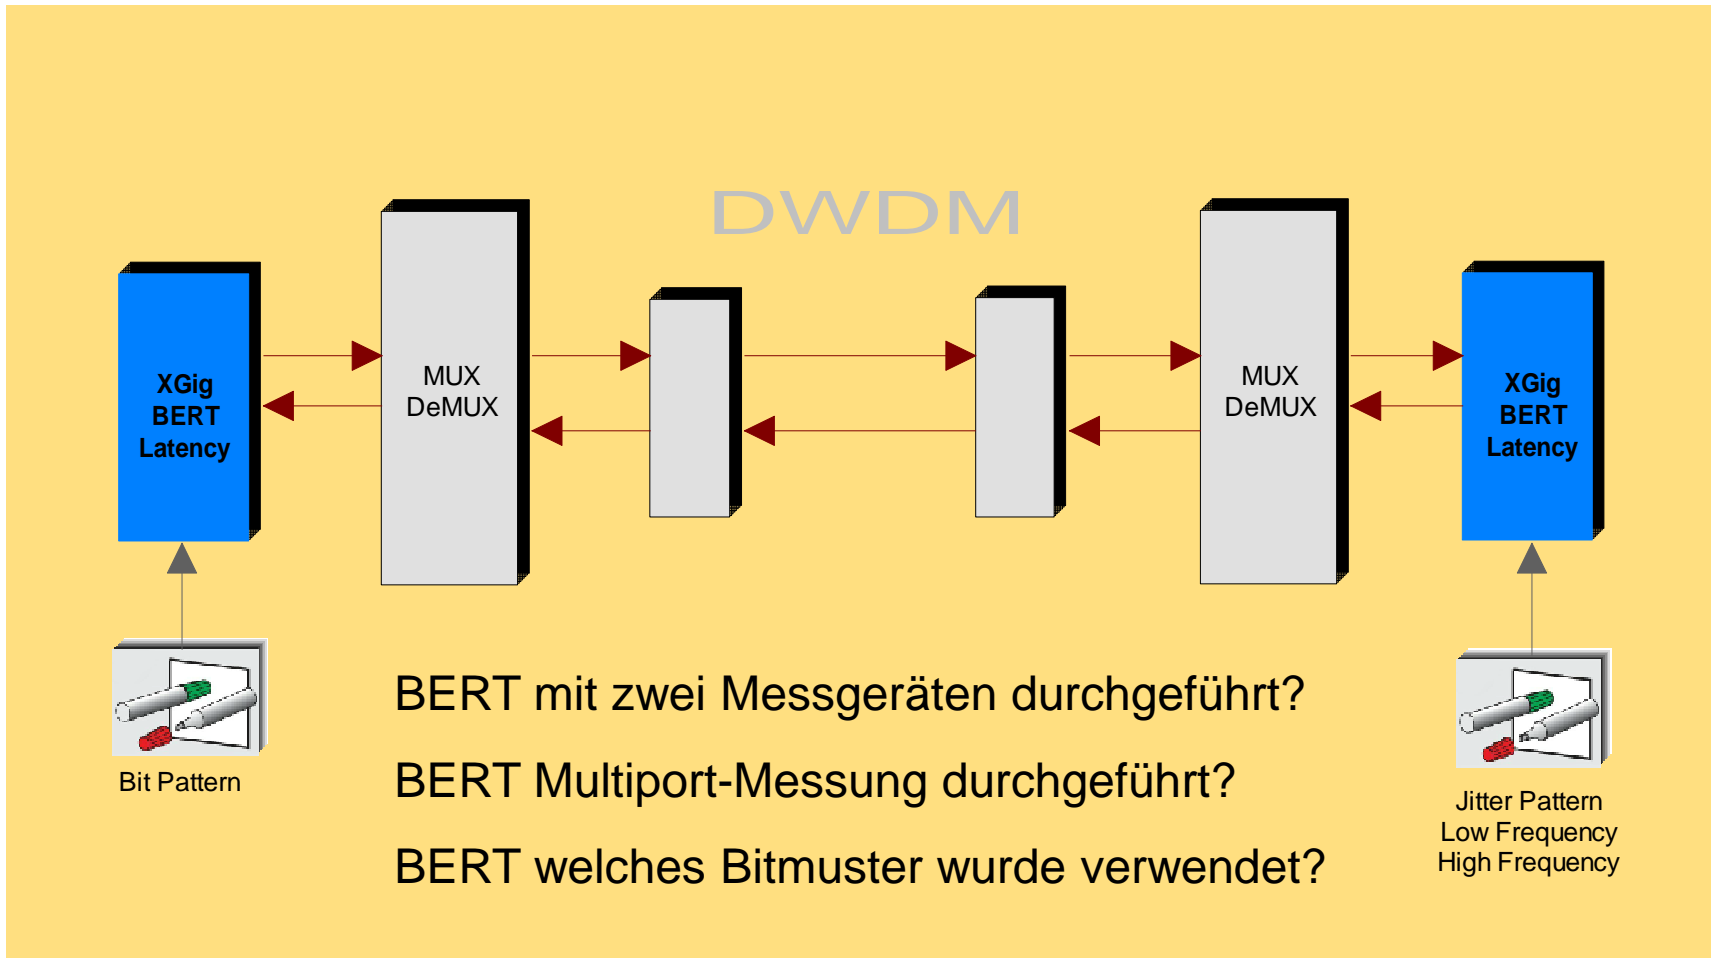 DWDM
XGig
BERT
Latency
MUX
DeMUX
MUX
DeMUX
XGig
BERT
Latency
Bit Pattern
BERT mit zwei Messgeräten durchgeführt?
BERT Multiport-Messung durchgeführt?
BERT welches Bitmuster wurde verwendet?
Jitter Pattern
Low Frequency
High Frequency